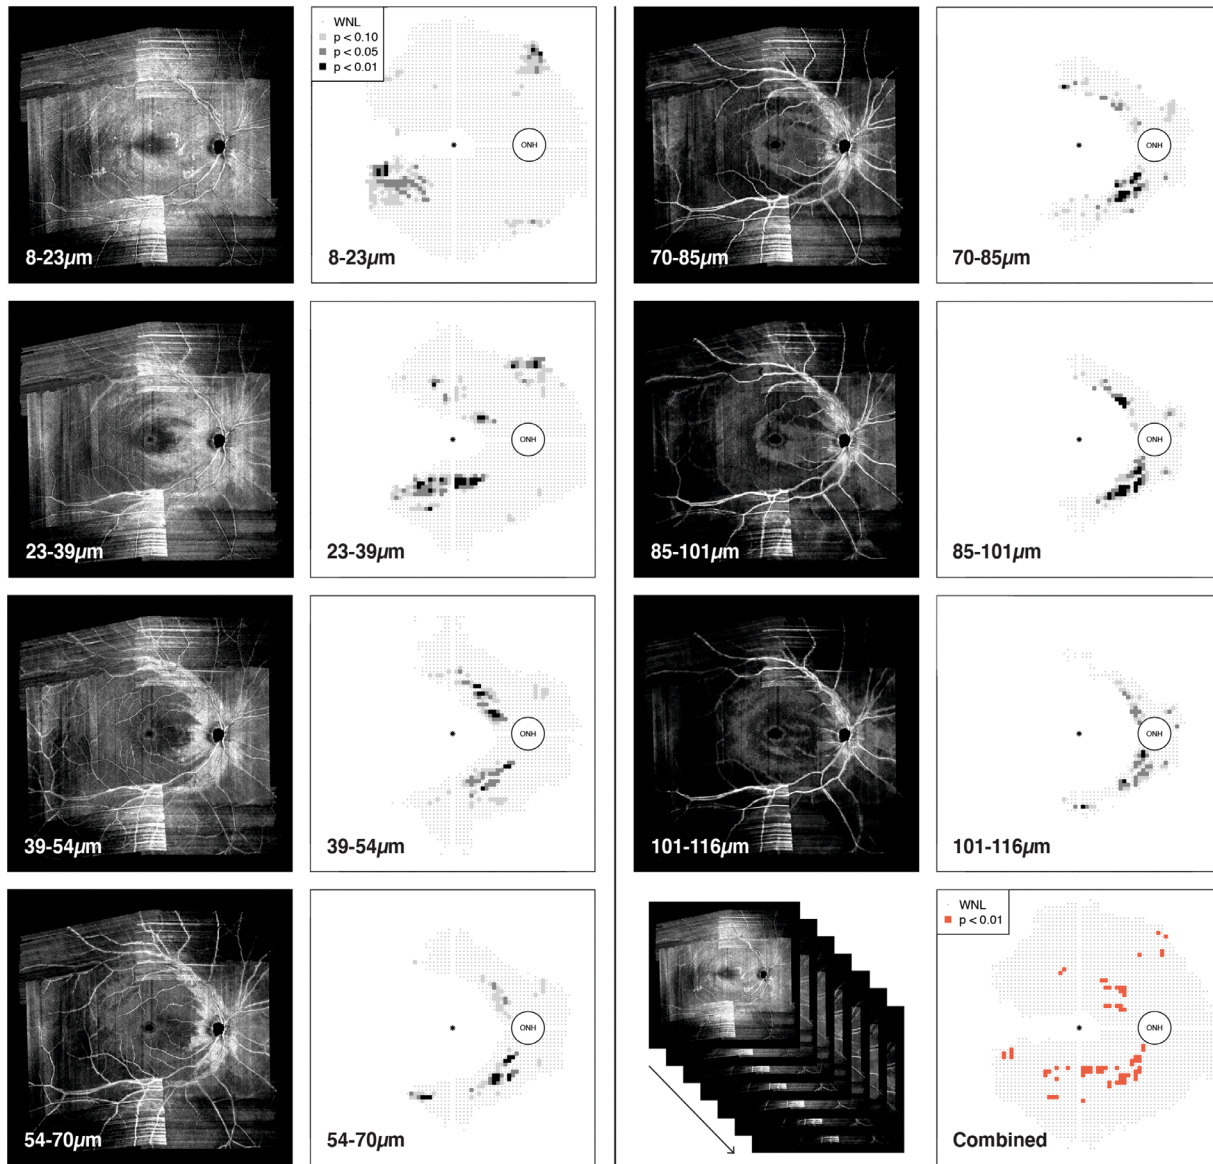 8-23µm
WNL
p < 0.10
p < 0.05
p < 0.01
ONH
8-23µm
70-85µm
ONH
70-85µm
23-39µm
ONH
23-39µm
85-101µm
ONH
85-101µm
39-54µm
ONH
39-54µm
101-116µm
ONH
101-116µm
54-70µm
ONH
54-70µm
WNL
p < 0.01
ONH
Combined